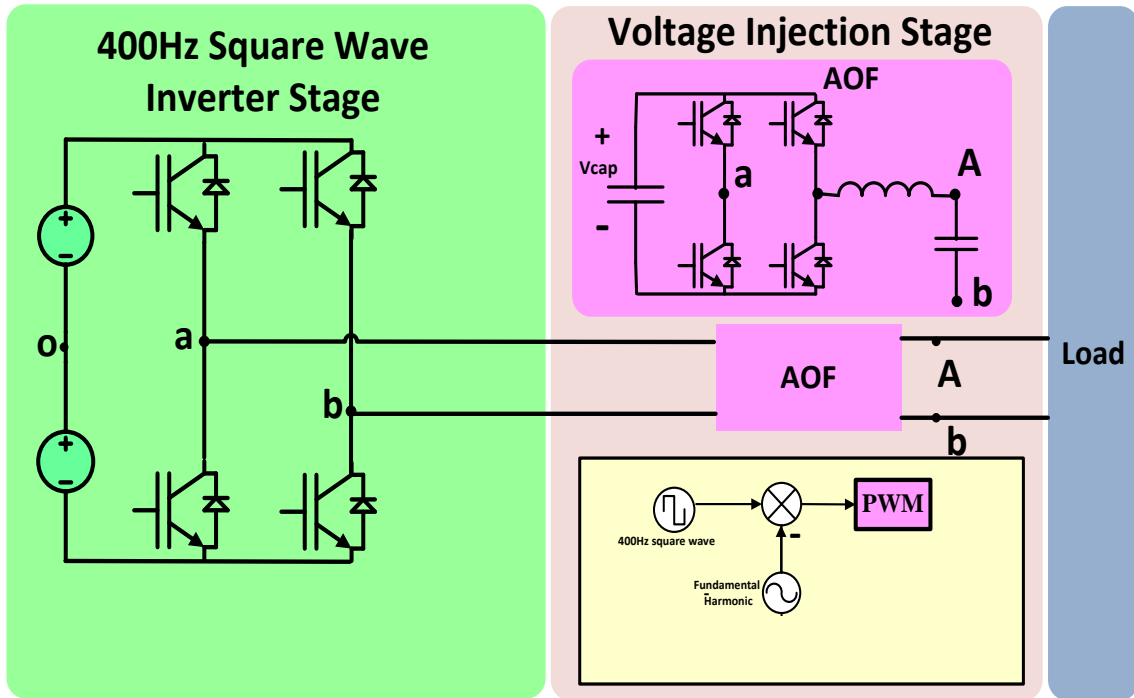 400Hz Square Wave
Inverter Stage
+
-
o
+
-
a
b
Voltage Injection Stage
AOF
+
Vcap
-
a
A
b
AOF
A
b
Load
400Hz square wave
-
PWM
Fundamental
-Harmonic